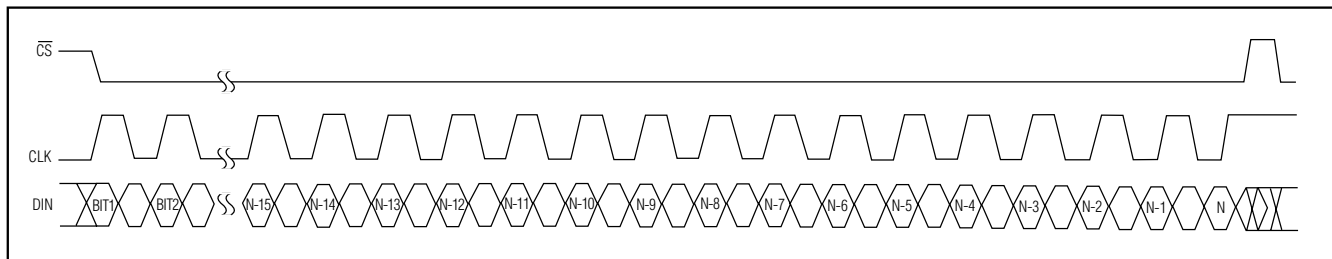 C̅S̅
CLK
DIN BIT1 BIT2 N-15 N-14 N-13 N-12 N-11 N-10 N-9 N-8 N-7 N-6 N-5 N-4 N-3 N-2 N-1 N